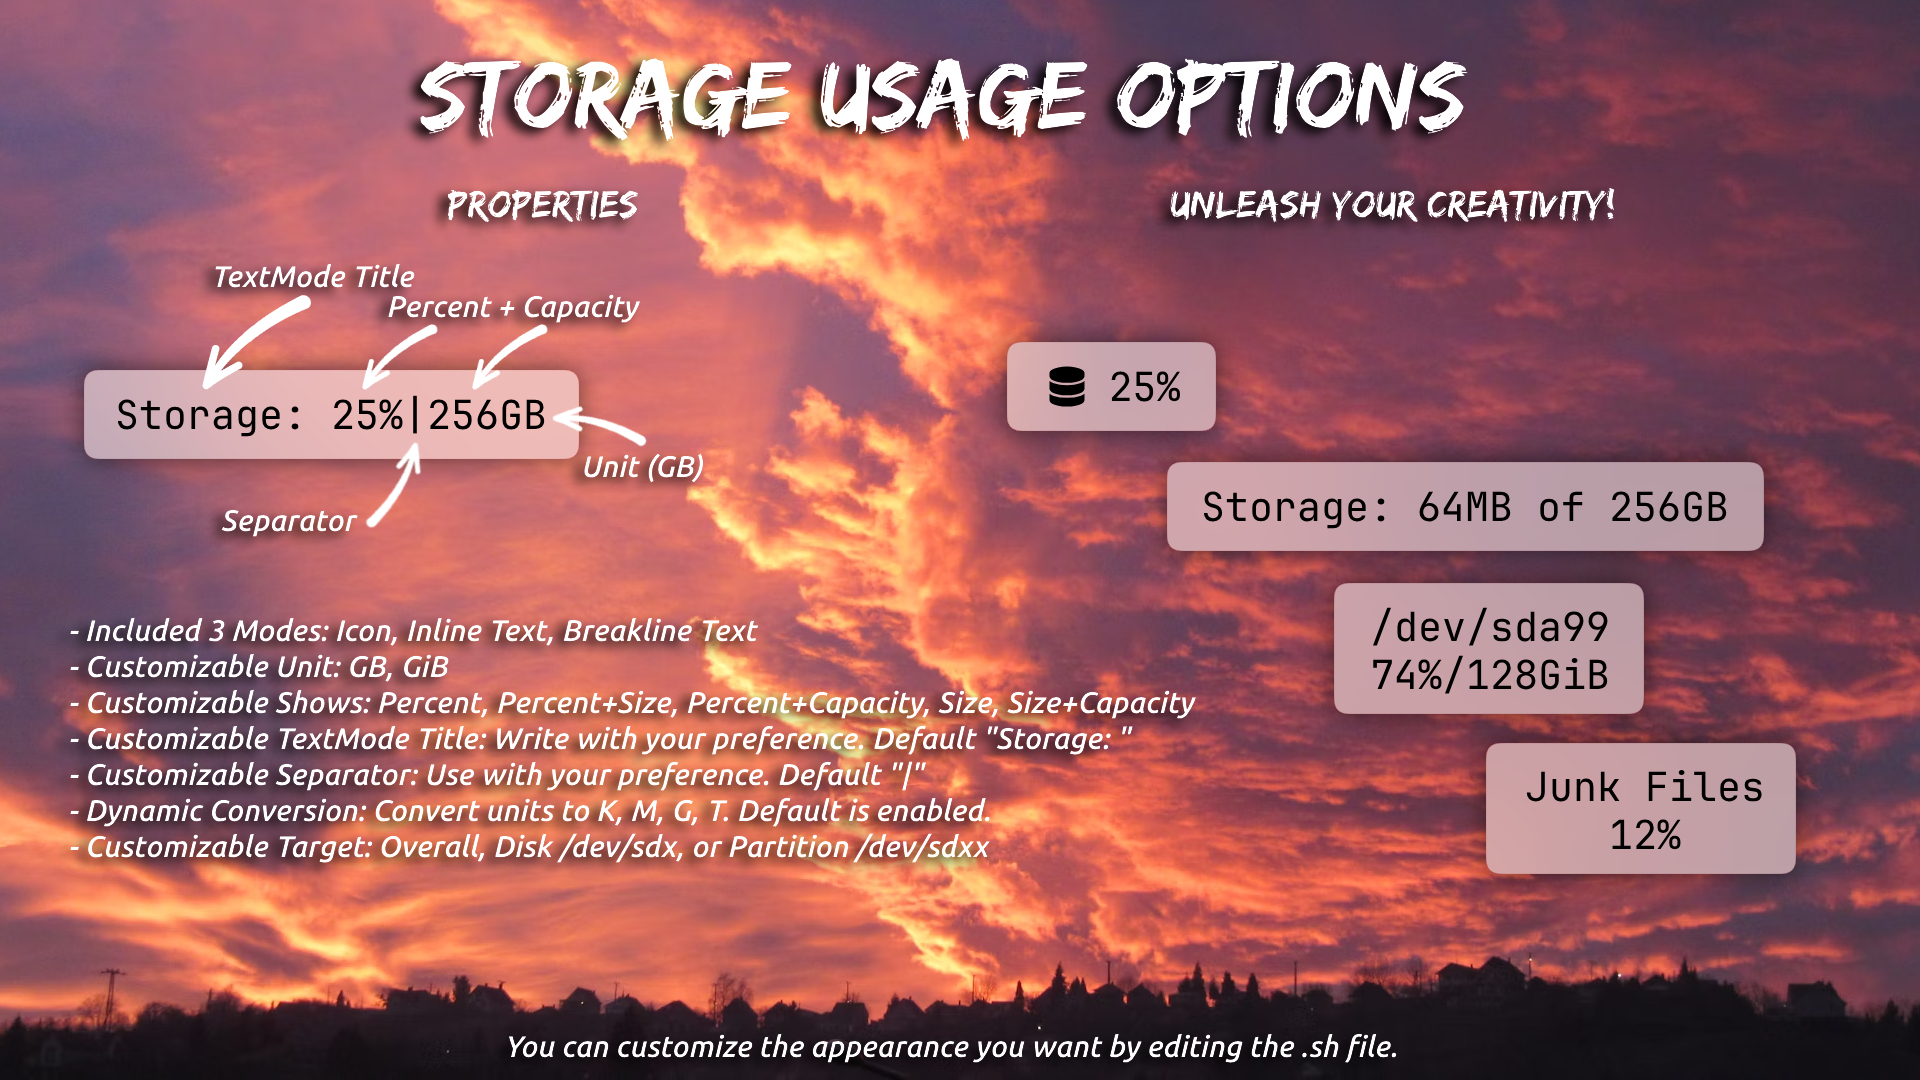 STORAGE USAGE OPTIONS
PROPERTIES
TextMode Title
Percent + Capacity
Storage: 25%|256GB
Unit (GB)
Separator
- Included 3 Modes: Icon, Inline Text, Breakline Text
- Customizable Unit: GB, GiB
- Customizable Shows: Percent, Percent+Size, Percent+Capacity, Size, Size+Capacity
- Customizable TextMode Title: Write with your preference. Default "Storage: "
- Customizable Separator: Use with your preference. Default "|"
- Dynamic Conversion: Convert units to K, M, G, T. Default is enabled.
- Customizable Target: Overall, Disk /dev/sdx, or Partition /dev/sdxx
UNLEASH YOUR CREATIVITY!
25%
Storage: 64MB of 256GB
/dev/sda99
74%/128GiB
Junk Files
12%
You can customize the appearance you want by editing the .sh file.